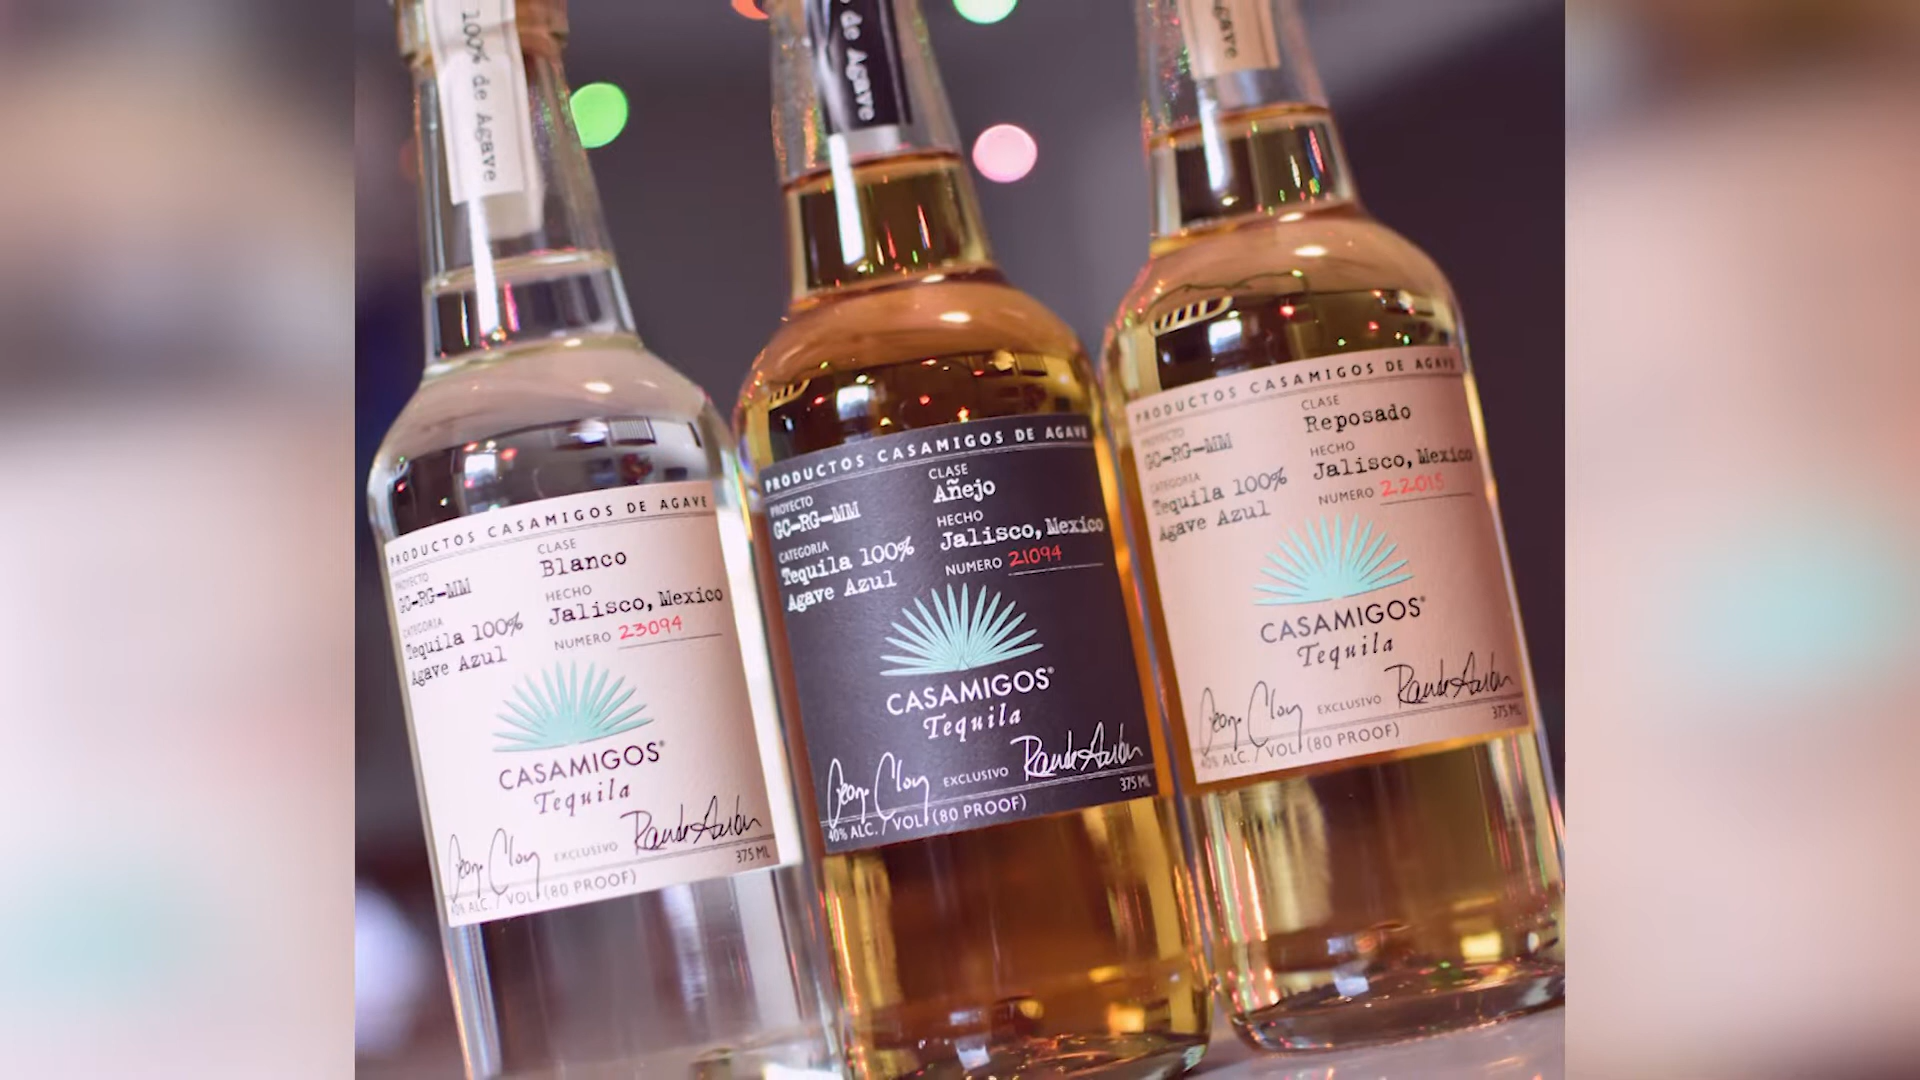 100% de Agave
PRODUCTOS CASAMIGOS DE AGAVE
PROYECTO
GC-RG-MM
CATEGORIA
Tequila 100%
Agave Azul
CLASE
Blanco
HECHO
Jalisco, Mexico
NUMERO 23094
CASAMIGOS®
Tequila
EXCLUSIVO
40% ALC./VOL.(80 PROOF)
375 ML
de Agave
PRODUCTOS CASAMIGOS DE AGAVE
PROYECTO
GC-RG-MM
CATEGORIA
Tequila 100%
Agave Azul
CLASE
Añejo
HECHO
Jalisco, Mexico
NUMERO 21094
CASAMIGOS®
Tequila
EXCLUSIVO
40% ALC./VOL.(80 PROOF)
375 ML
PRODUCTOS CASAMIGOS DE AGAVE
PROYECTO
GC-RG-MM
CATEGORIA
Tequila 100%
Agave Azul
CLASE
Reposado
HECHO
Jalisco, Mexico
NUMERO 22015
CASAMIGOS®
Tequila
EXCLUSIVO
40% ALC./VOL.(80 PROOF)
375 ML